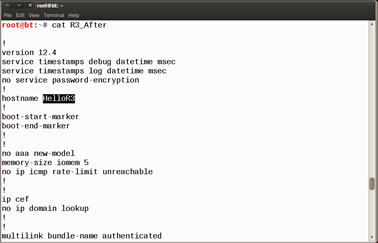 root@bt: ~
File Edit View Terminal Help
root@bt:~# cat R3_After
!
version 12.4
service timestamps debug datetime msec
service timestamps log datetime msec
no service password-encryption
!
hostname HelloR3
!
boot-start-marker
boot-end-marker
!
!
no aaa new-model
memory-size iomem 5
no ip icmp rate-limit unreachable
!
!
ip cef
no ip domain lookup
!
!
multilink bundle-name authenticated